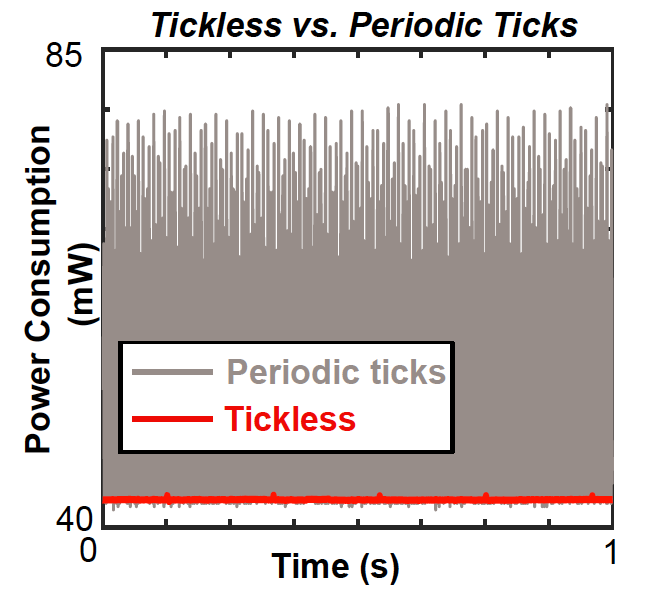 Tickless vs. Periodic Ticks
85
Power Consumption
(mW)
Periodic ticks
Tickless
40
0
1
Time (s)